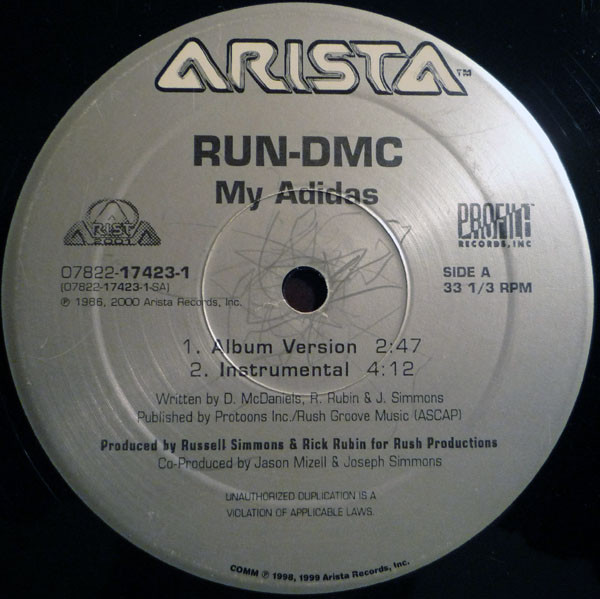 ARISTA™
RUN-DMC
My Adidas
ARISTA
2001
PROFILE
RECORDS, INC
07822-17423-1
(07822-17423-1-SA)
℗ 1986, 2000 Arista Records, Inc.
SIDE A
33 1/3 RPM
1. Album Version 2:47
2. Instrumental 4:12
Written by D. McDaniels, R. Rubin & J. Simmons
Published by Protoons Inc./Rush Groove Music (ASCAP)
Produced by Russell Simmons & Rick Rubin for Rush Productions
Co-Produced by Jason Mizell & Joseph Simmons
UNAUTHORIZED DUPLICATION IS A
VIOLATION OF APPLICABLE LAWS.
COMM ℗ 1998, 1999 Arista Records, Inc.